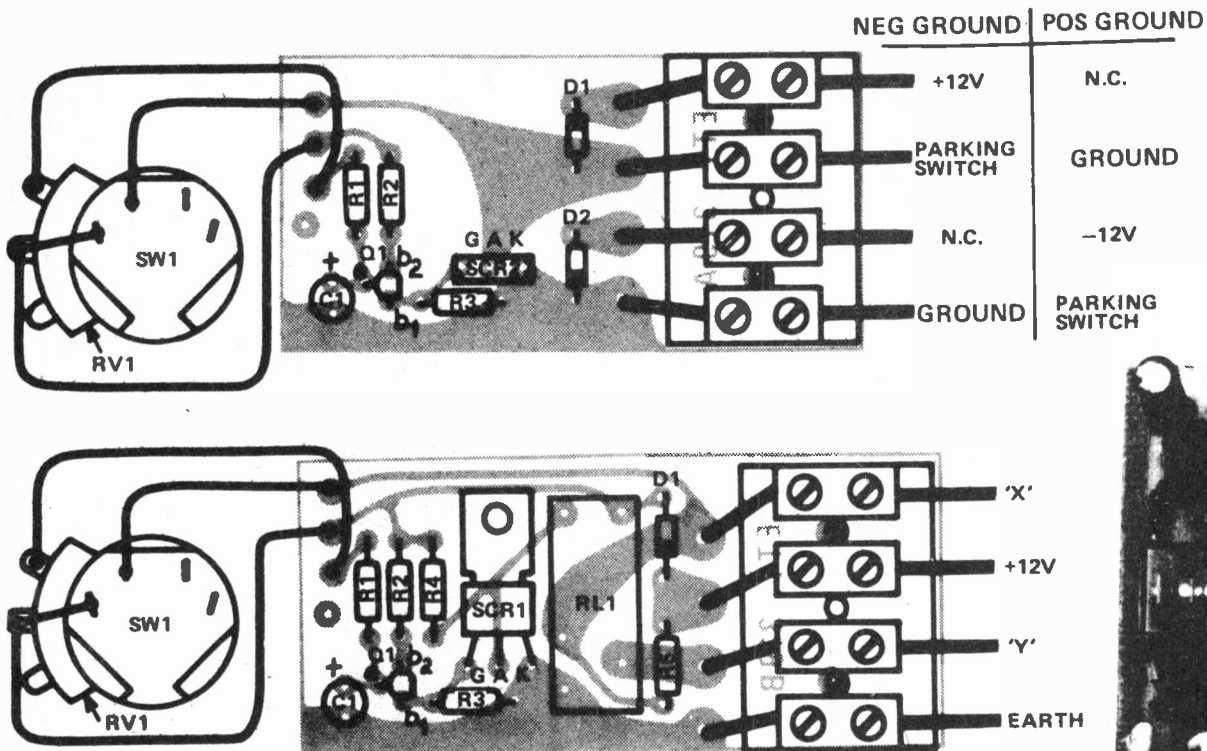 NEG GROUND POS GROUND
+12V N.C.
PARKING SWITCH GROUND
N.C. –12V
GROUND PARKING SWITCH
D1
R1 R2
D2
G A K
SW1
Q1 b2
SCR2
+
C1
R3
b1
RV1
D1
'X'
+12V
R1 R2 R4
SCR1
RL1
SW1
'Y'
Q1 b2
G A K
R5
+
C1
R3
b1
RV1
EARTH